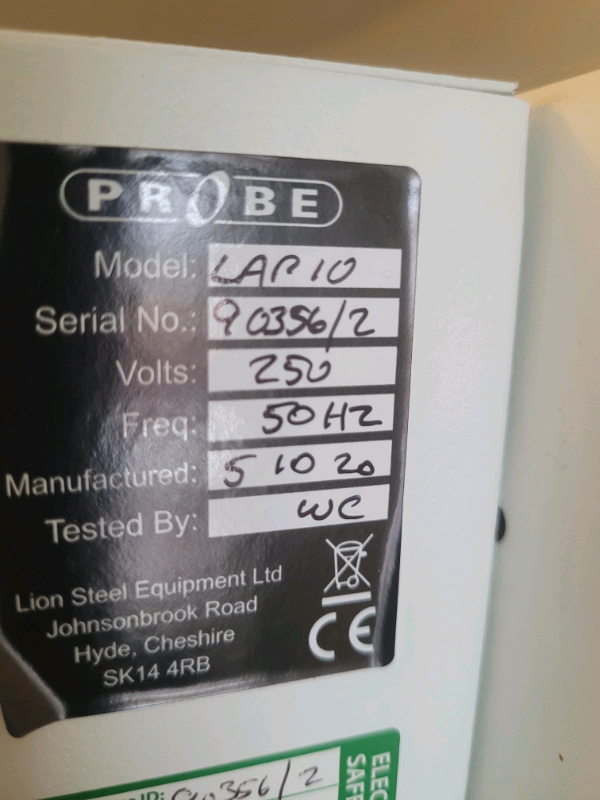 PROBE
Model: LAP10
Serial No.: 90356/2
Volts: 250
Freq: 50HZ
Manufactured: 5 10 20
Tested By: WC
Lion Steel Equipment Ltd
Johnsonbrook Road
Hyde, Cheshire
SK14 4RB
CE
90356/2